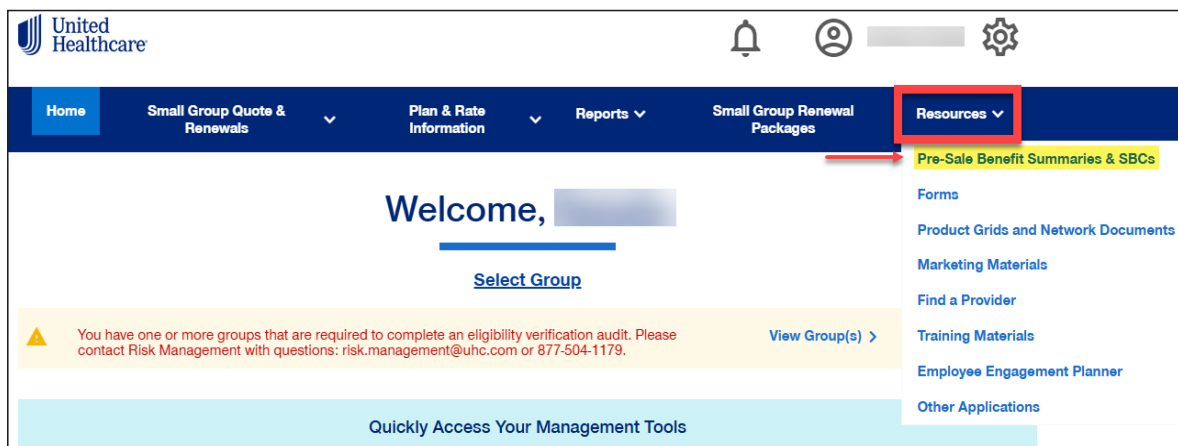 United
Healthcare
Home
Small Group Quote &
Renewals
Plan & Rate
Information
Reports
Small Group Renewal
Packages
Resources
Pre-Sale Benefit Summaries & SBCs
Forms
Product Grids and Network Documents
Marketing Materials
Find a Provider
Training Materials
Employee Engagement Planner
Other Applications
Welcome,
Select Group
You have one or more groups that are required to complete an eligibility verification audit. Please
contact Risk Management with questions: risk.management@uhc.com or 877-504-1179.
View Group(s)
Quickly Access Your Management Tools